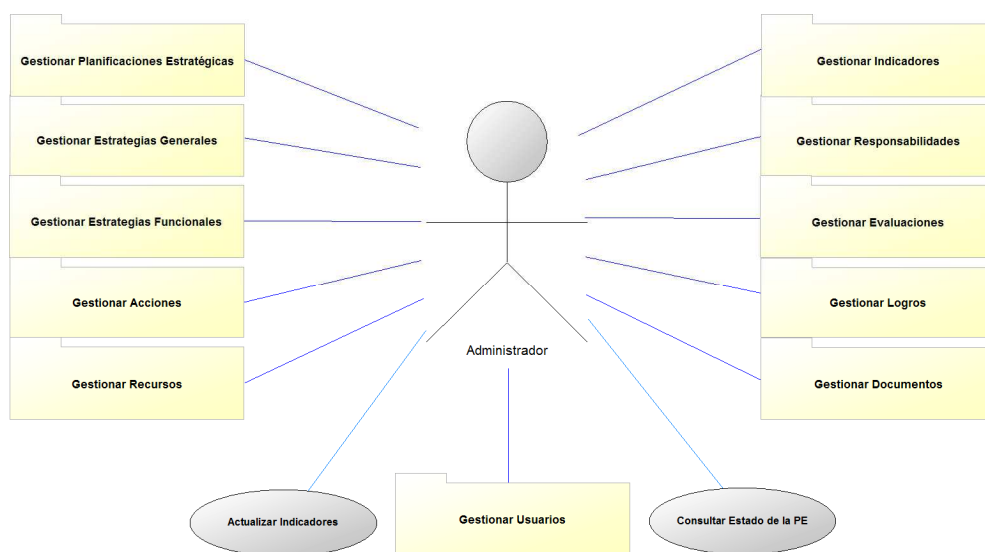 Gestionar Planificaciones Estratégicas
Gestionar Indicadores
Gestionar Estrategias Generales
Gestionar Responsabilidades
Gestionar Estrategias Funcionales
Gestionar Evaluaciones
Gestionar Acciones
Gestionar Logros
Administrador
Gestionar Recursos
Gestionar Documentos
Actualizar Indicadores
Gestionar Usuarios
Consultar Estado de la PE